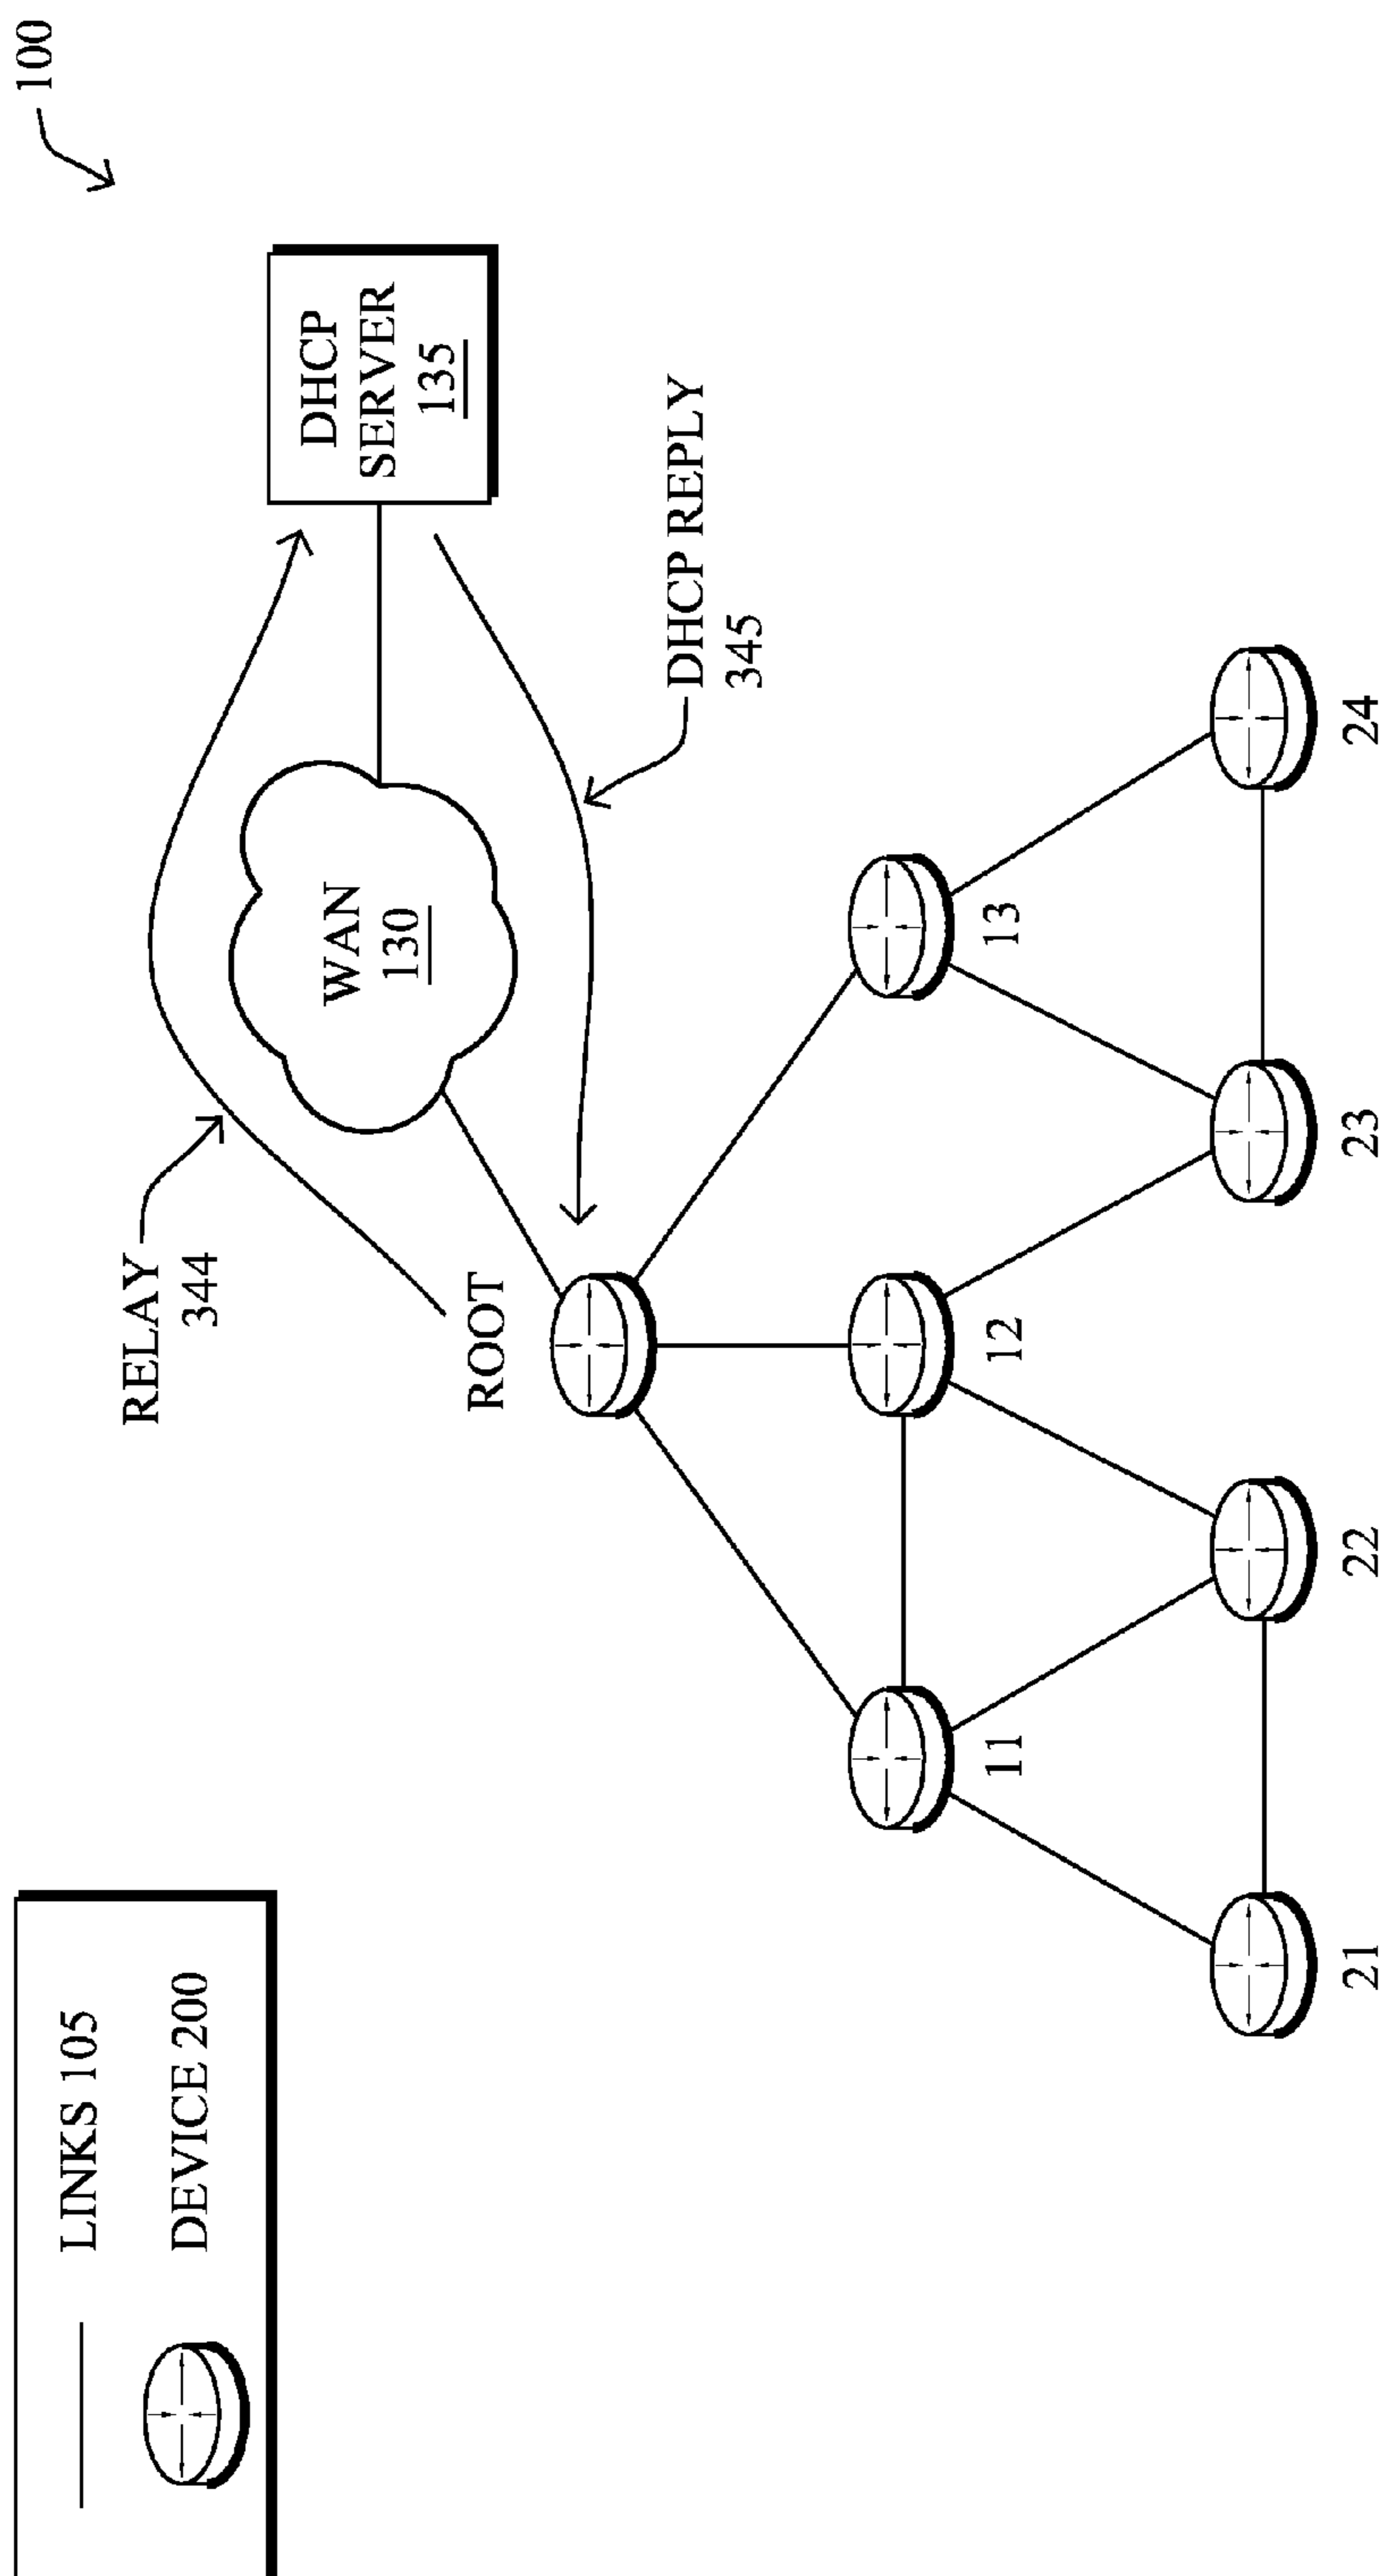 100
LINKS 105
DEVICE 200
RELAY
344
ROOT
WAN
130
DHCP
SERVER
135
DHCP REPLY
345
11
12
13
21
22
23
24